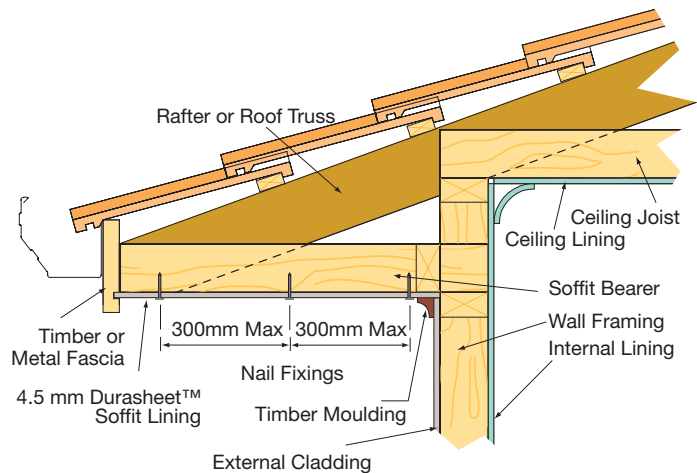 Rafter or Roof Truss
Ceiling Joist
Ceiling Lining
Soffit Bearer
Timber or
Metal Fascia
300mm Max
300mm Max
Wall Framing
Internal Lining
Nail Fixings
4.5 mm Durasheet™
Soffit Lining
Timber Moulding
External Cladding